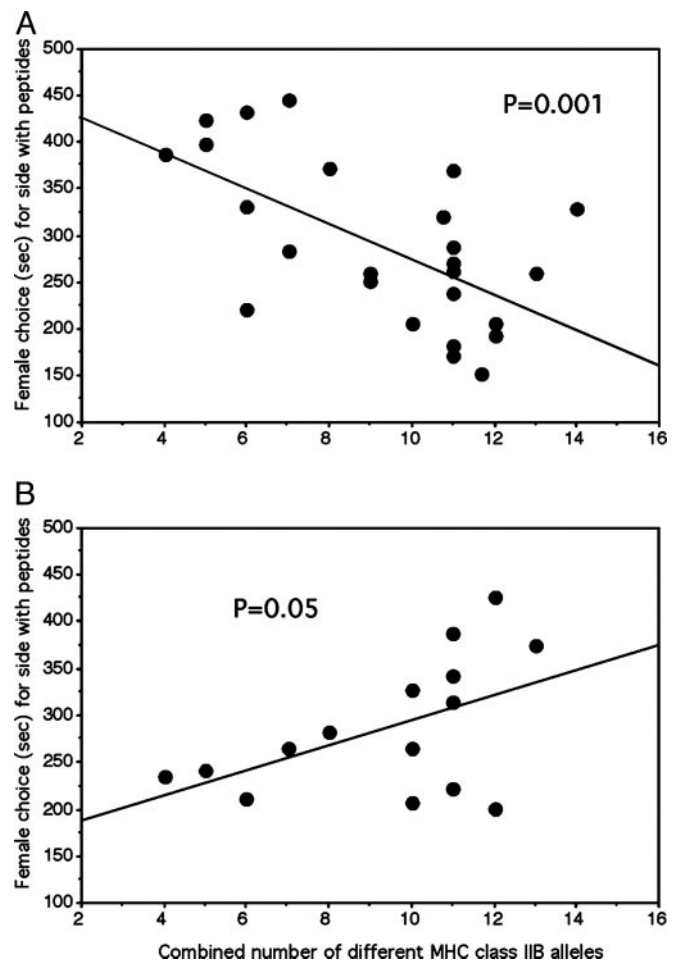 A
Female choice (sec) for side with peptides
500
450
400
350
300
250
200
150
100
P=0.001
2 4 6 8 10 12 14 16
B
Female choice (sec) for side with peptides
500
450
400
350
300
250
200
150
100
P=0.05
2 4 6 8 10 12 14 16
Combined number of different MHC class IIB alleles